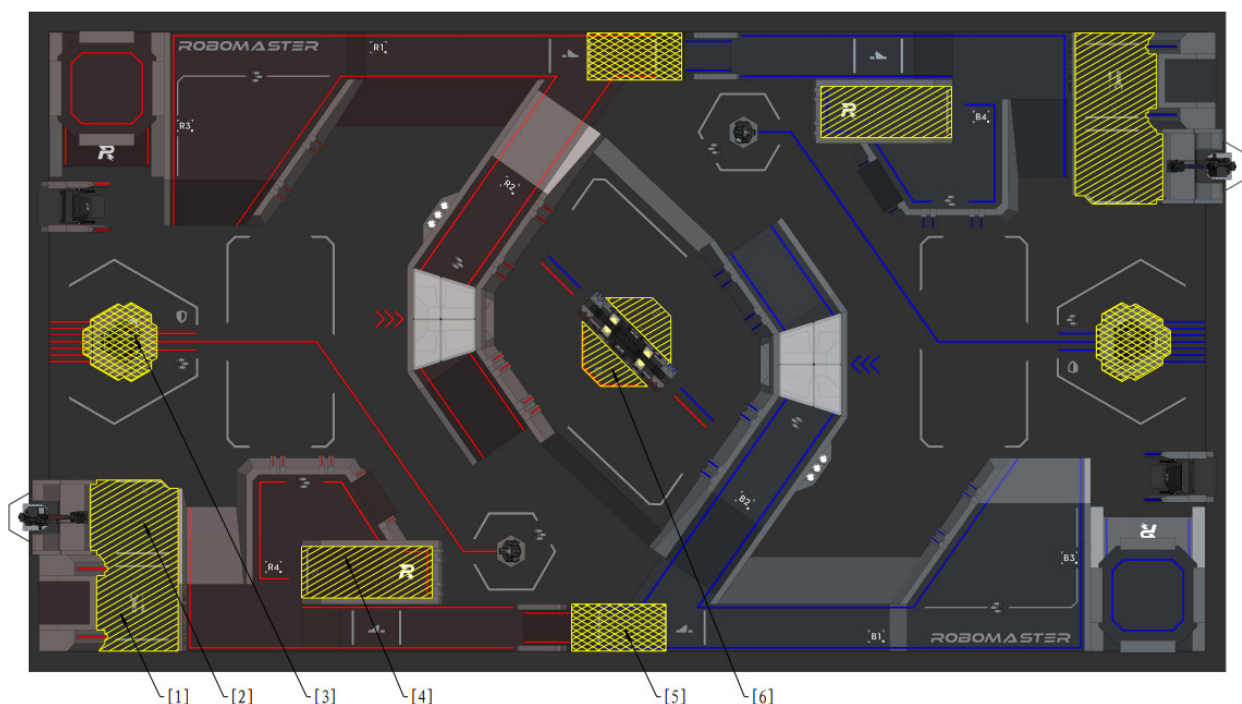 ROBOMASTER
R1
R3
R2
B4
R
R
R4
R
B2
B3
B1
ROBOMASTER
[1]
[2]
[3]
[4]
[5]
[6]